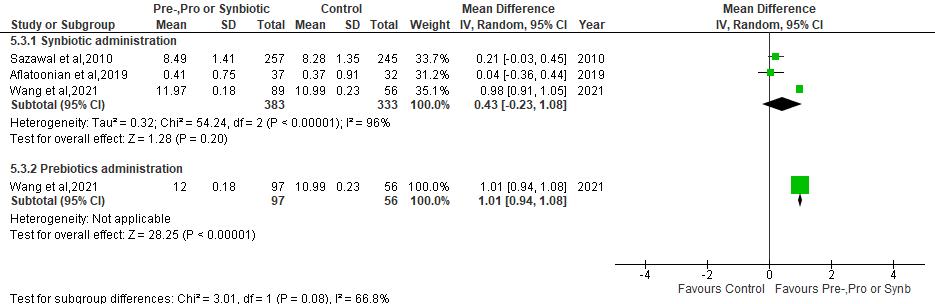 Pre-,Pro or Synbiotic Control Mean Difference Mean Difference
Study or Subgroup Mean SD Total Mean SD Total Weight IV, Random, 95% CI Year IV, Random, 95% CI
5.3.1 Synbiotic administration
Sazawal et al,2010 8.49 1.41 257 8.28 1.35 245 33.7% 0.21 [-0.03, 0.45] 2010
Aflatoonian et al,2019 0.41 0.75 37 0.37 0.91 32 31.2% 0.04 [-0.36, 0.44] 2019
Wang et al,2021 11.97 0.18 89 10.99 0.23 56 35.1% 0.98 [0.91, 1.05] 2021
Subtotal (95% CI) 383 333 100.0% 0.43 [-0.23, 1.08]
Heterogeneity: Tau² = 0.32; Chi² = 54.24, df = 2 (P < 0.00001); I² = 96%
Test for overall effect: Z = 1.28 (P = 0.20)
5.3.2 Prebiotics administration
Wang et al,2021 12 0.18 97 10.99 0.23 56 100.0% 1.01 [0.94, 1.08] 2021
Subtotal (95% CI) 97 56 100.0% 1.01 [0.94, 1.08]
Heterogeneity: Not applicable
Test for overall effect: Z = 28.25 (P < 0.00001)
-4 -2 0 2 4
Favours Control Favours Pre-,Pro or Synb
Test for subgroup differences: Chi² = 3.01, df = 1 (P = 0.08), I² = 66.8%